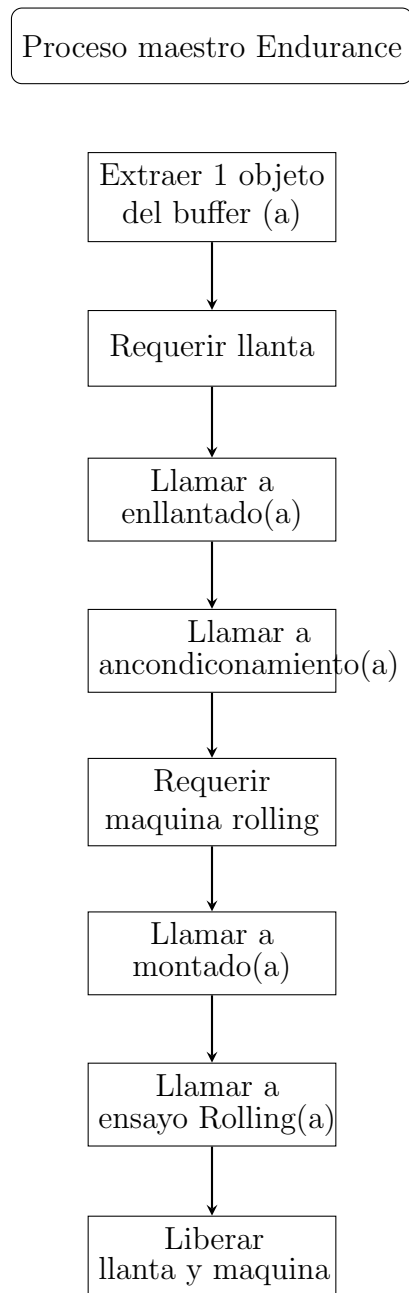 Proceso maestro Endurance
Extraer 1 objeto
del buffer (a)
Requerir llanta
Llamar a
enllantado(a)
Llamar a
ancondiconamiento(a)
Requerir
maquina rolling
Llamar a
montado(a)
Llamar a
ensayo Rolling(a)
Liberar
llanta y maquina